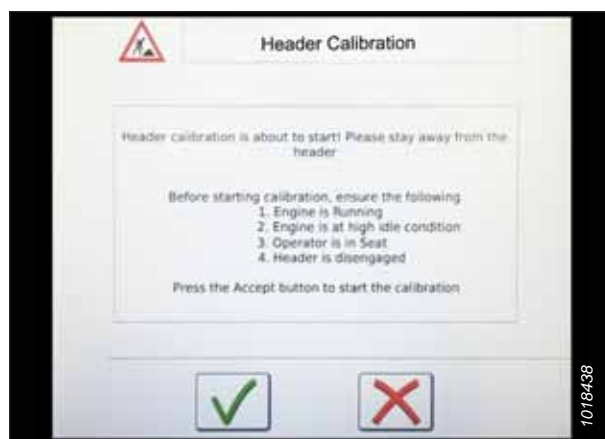 Header Calibration
Header calibration is about to start! Please stay away from the
header
Before starting calibration, ensure the following
1. Engine is Running
2. Engine is at high idle condition
3. Operator is in Seat
4. Header is disengaged
Press the Accept button to start the calibration
1018438